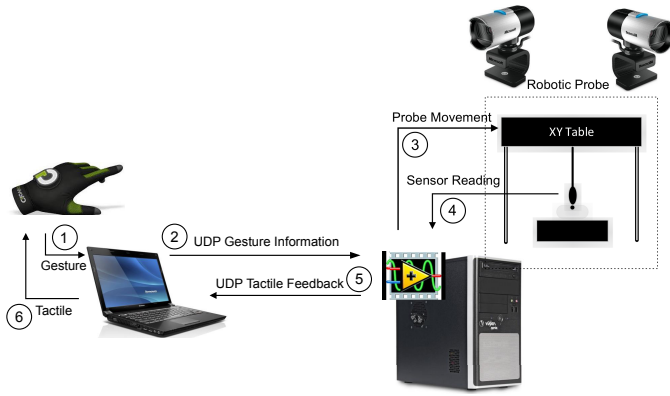 Robotic Probe
Probe Movement
3
XY Table
Sensor Reading
4
1
Gesture
2
UDP Gesture Information
5
UDP Tactile Feedback
6
Tactile